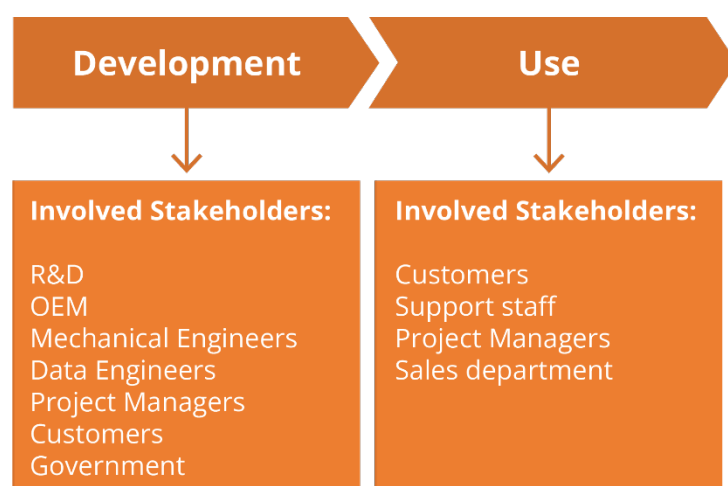 Development
Use
Involved Stakeholders:
R&D
OEM
Mechanical Engineers
Data Engineers
Project Managers
Customers
Government
Involved Stakeholders:
Customers
Support staff
Project Managers
Sales department